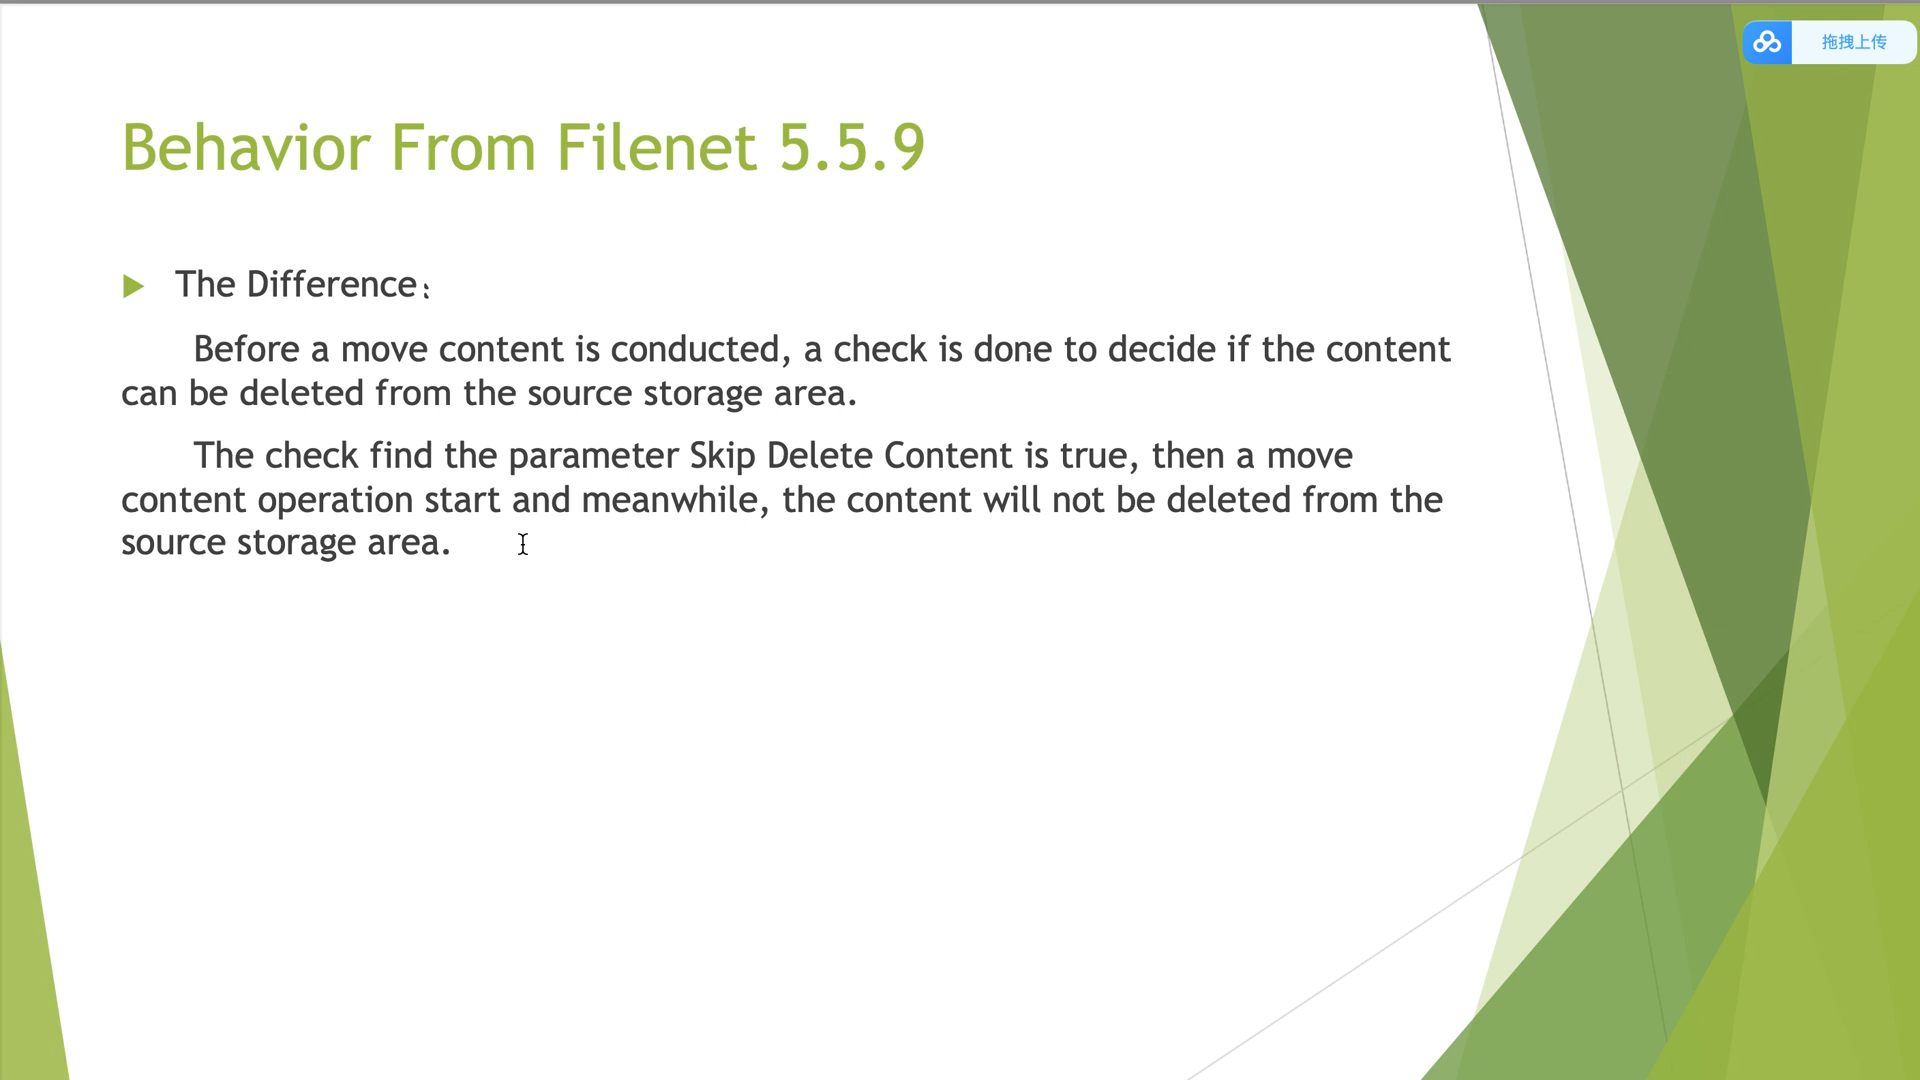 拖拽上传
Behavior From Filenet 5.5.9
The Difference：
Before a move content is conducted, a check is done to decide if the content
can be deleted from the source storage area.
The check find the parameter Skip Delete Content is true, then a move
content operation start and meanwhile, the content will not be deleted from the
source storage area.